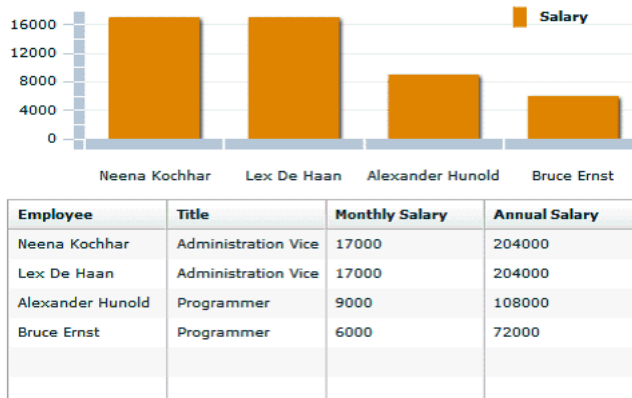 16000
12000
8000
4000
0
Salary
Neena Kochhar Lex De Haan Alexander Hunold Bruce Ernst
Employee Title Monthly Salary Annual Salary
Neena Kochhar Administration Vice 17000 204000
Lex De Haan Administration Vice 17000 204000
Alexander Hunold Programmer 9000 108000
Bruce Ernst Programmer 6000 72000